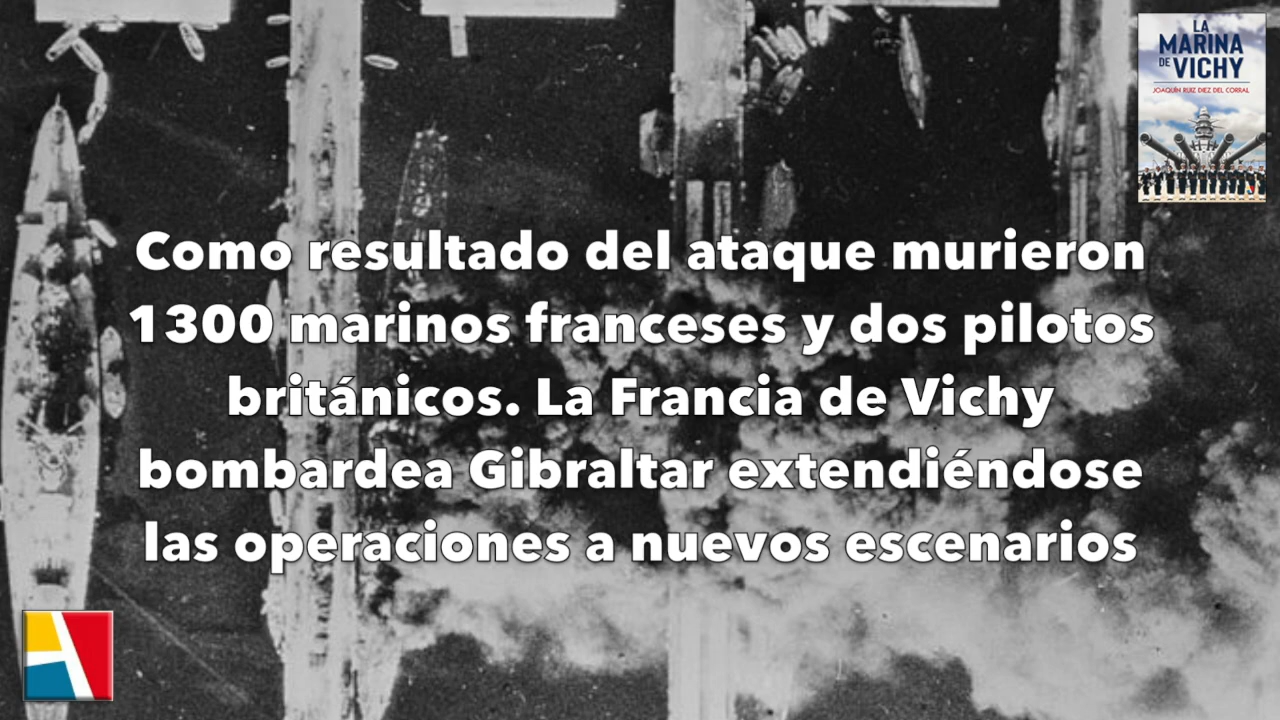 LA
MARINA
DE VICHY
JOAQUÍN RUIZ DIEZ DEL CORRAL
Como resultado del ataque murieron
1300 marinos franceses y dos pilotos
británicos. La Francia de Vichy
bombardea Gibraltar extendiéndose
las operaciones a nuevos escenarios